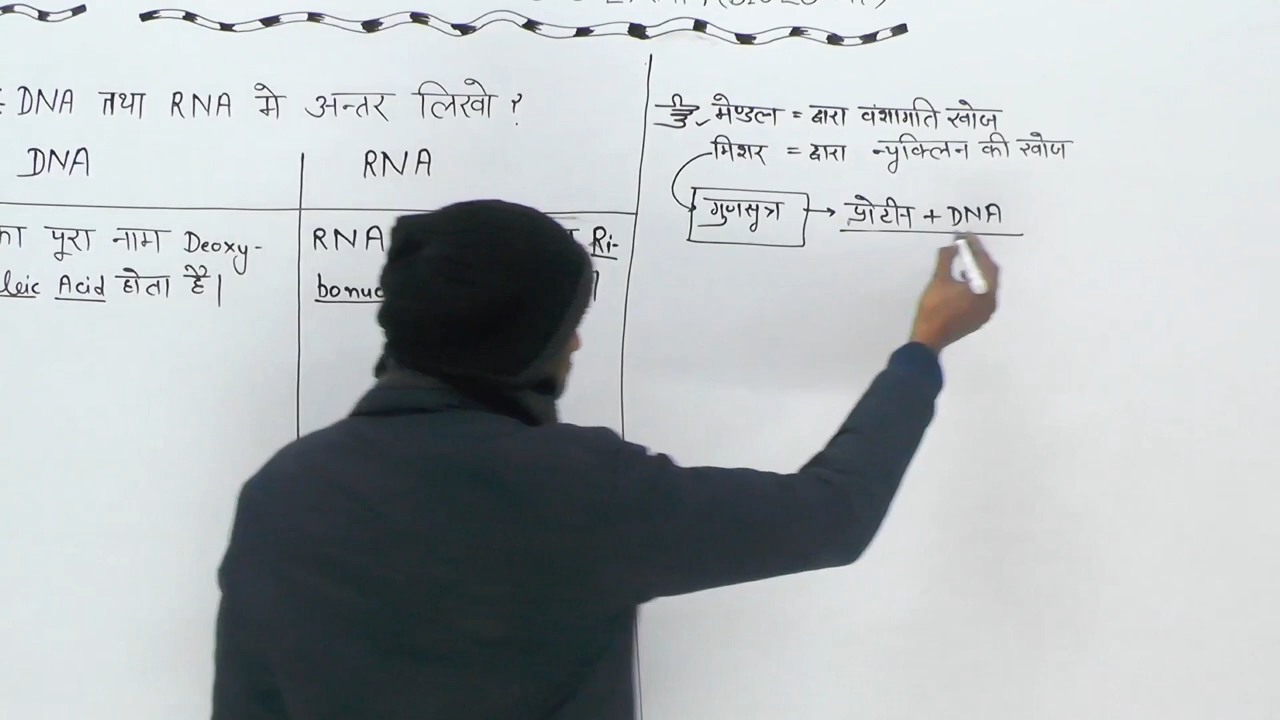 DNA तथा RNA मे अन्तर लिखो ?
DNA
RNA
का पूरा नाम Deoxy-
leic Acid होता है।
RNA Ri-
bonuc
मेण्डल = द्वारा वंशागति खोज
मिशर = द्वारा न्यूक्लिन की खोज
गुणसूत्र → प्रोटीन + DNA